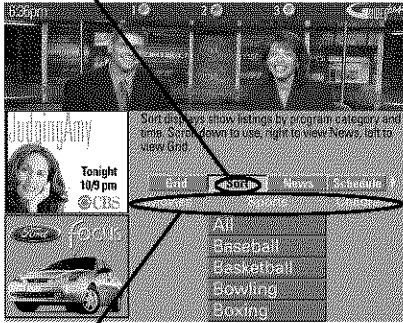 6:36pm 1 2 3
Sort displays show listings by program category and
time. Scroll down to use, right to view News, left to
view Grid.
Judging Amy
Tonight
10/9 pm
CBS
Grid Sort News Schedule
Sports
Ford Focus
All
Baseball
Basketball
Bowling
Boxing